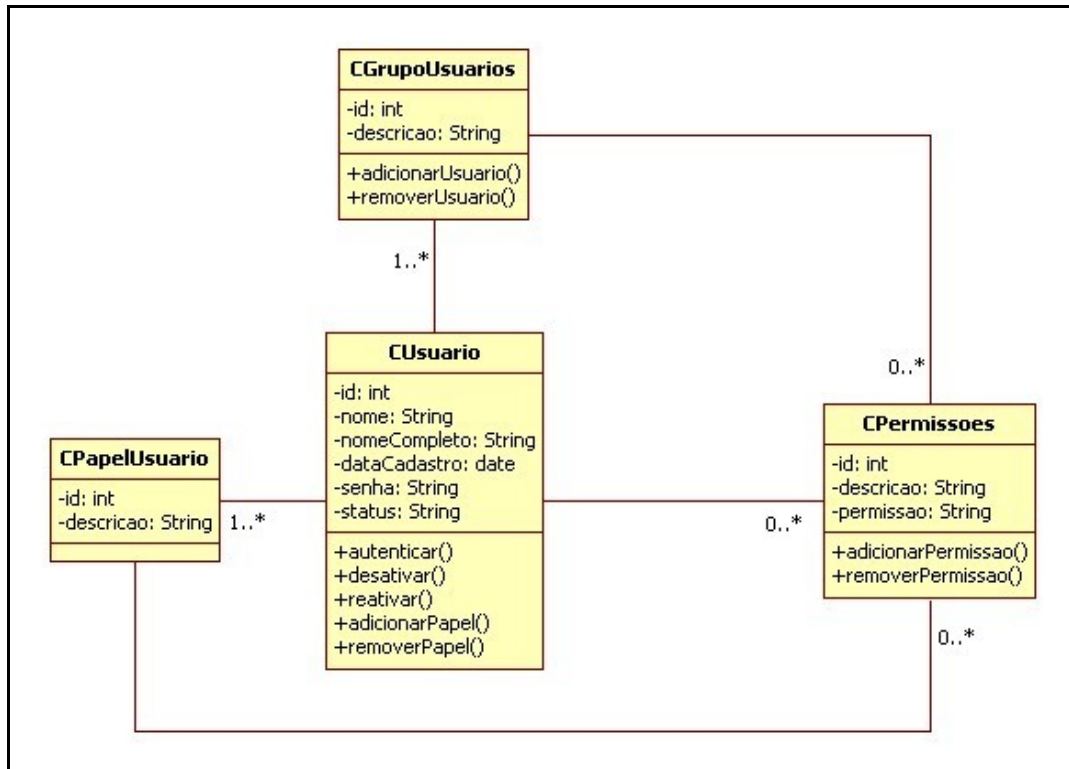 CGrupoUsuarios
-id: int
-descricao: String
+adicionarUsuario()
+removerUsuario()
1..*
CUsuario
-id: int
-nome: String
-nomeCompleto: String
-dataCadastro: date
-senha: String
-status: String
+autenticar()
+desativar()
+reativar()
+adicionarPapel()
+removerPapel()
CPapelUsuario
-id: int
-descricao: String
1..*
0..*
0..*
CPermissoes
-id: int
-descricao: String
-permissao: String
+adicionarPermissao()
+removerPermissao()
0..*